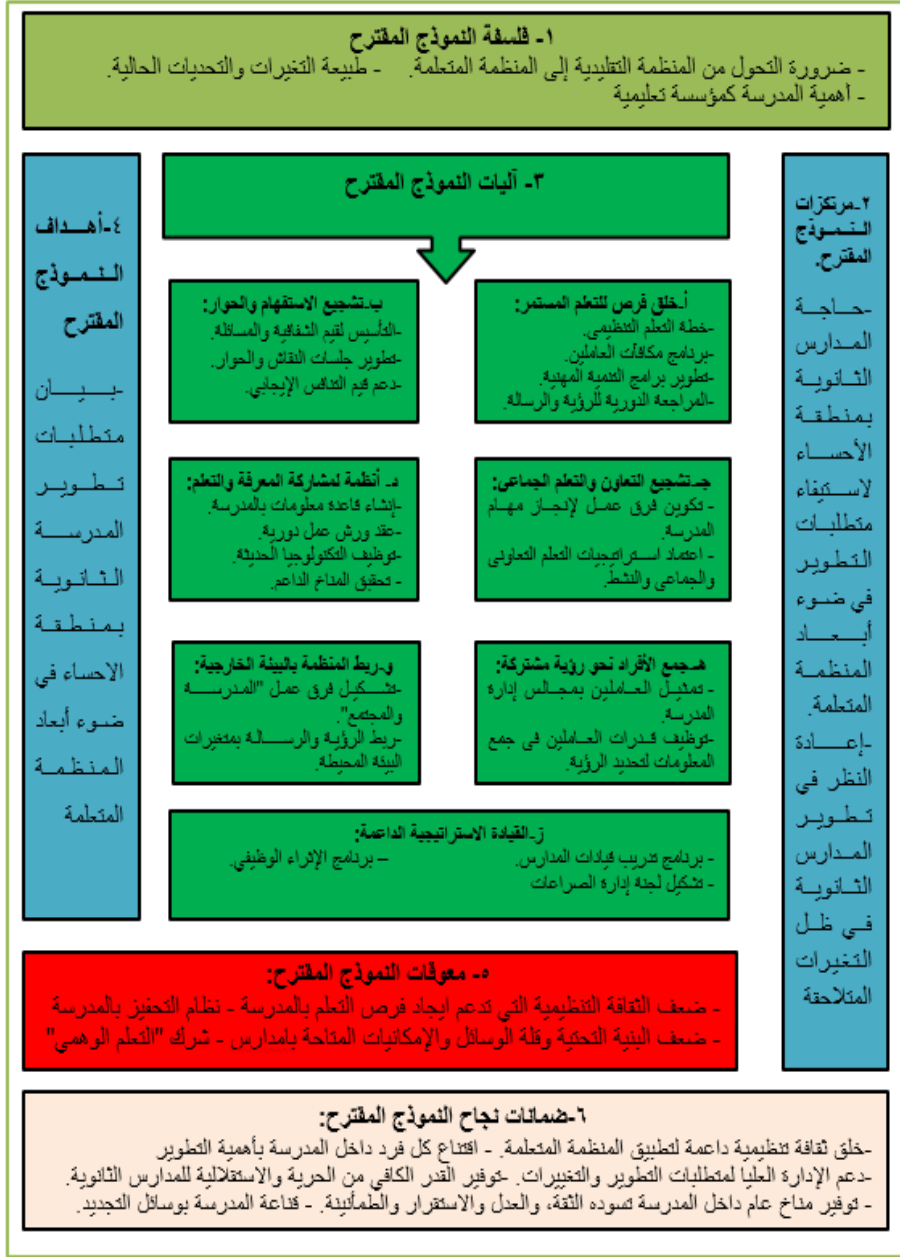 ١- فلسفة النموذج المقترح
- ضرورة التحول من المنظمة التقليدية إلى المنظمة المتعلمة. - طبيعة التغيرات والتحديات الحالية.
- أهمية المدرسة كمؤسسة تعليمية
٢-مرتكزات
النموذج
المقترح.
-حاجة
المدارس
الثانوية
بمنطقة
الأحساء
لاستيفاء
متطلبات
التطوير
في ضوء
أبعاد
المنظمة
المتعلمة.
-إعادة
النظر في
تطوير
المدارس
الثانوية
في ظل
التغيرات
المتلاحقة
٣- آليات النموذج المقترح
أ-خلق فرص للتعلم المستمر:
-خطة التعلم التنظيمى.
-برنامج مكافآت العاملين.
-تطوير برامج التنمية المهنية.
-المراجعة الدورية للرؤية والرسالة.
ب-تشجيع الاستفهام والحوار:
-التأسيس لقيم الشفافية والمساءلة.
-تطوير جلسات النقاش والحوار.
-دعم قيم التنافس الإيجابي.
جـ-تشجيع التعاون والتعلم الجماعى:
- تكوين فرق عمل لإنجاز مهام
المدرسة.
- اعتماد استراتيجيات التعلم التعاونى
والجماعى والنشط.
د- أنظمة لمشاركة المعرفة والتعلم:
-إنشاء قاعدة معلومات بالمدرسة.
-عقد ورش عمل دورية.
-توظيف التكنولوجيا الحديثة.
- تحقيق المناخ الداعم.
هـ-جمع الأفراد نحو رؤية مشتركة:
- تمثيل العاملين بمجالس إدارة
المدرسة.
-توظيف قدرات العاملين فى جمع
المعلومات لتحديد الرؤية.
و-ربط المنظمة بالبيئة الخارجية:
-تشكيل فرق عمل "المدرسة
والمجتمع".
-ربط الرؤية والرسالة بمتغيرات
البيئة المحيطة.
ز-القيادة الاستراتيجية الداعمة:
- برنامج تدريب قيادات المدارس. – برنامج الإثراء الوظيفي.
- تشكيل لجنة إدارة الصراعات
٤-أهداف
النموذج
المقترح
-بيان
متطلبات
تطوير
المدرسة
الثانوية
بمنطقة
الاحساء في
ضوء أبعاد
المنظمة
المتعلمة
٥- معوقات النموذج المقترح:
- ضعف الثقافة التنظيمية التي تدعم ايجاد فرص التعلم بالمدرسة - نظام التحفيز بالمدرسة
- ضعف البنية التحتية وقلة الوسائل والإمكانيات المتاحة بامدارس - شرك "التعلم الوهمي"
٦-ضمانات نجاح النموذج المقترح:
-خلق ثقافة تنظيمية داعمة لتطبيق المنظمة المتعلمة. - اقتناع كل فرد داخل المدرسة بأهمية التطوير
-دعم الإدارة العليا لمتطلبات التطوير والتغييرات. -توفير القدر الكافي من الحرية والاستقلالية للمدارس الثانوية.
- توفير مناخ عام داخل المدرسة تسوده الثقة، والعدل والاستقرار والطمأنينة. - قناعة المدرسة بوسائل التجديد.